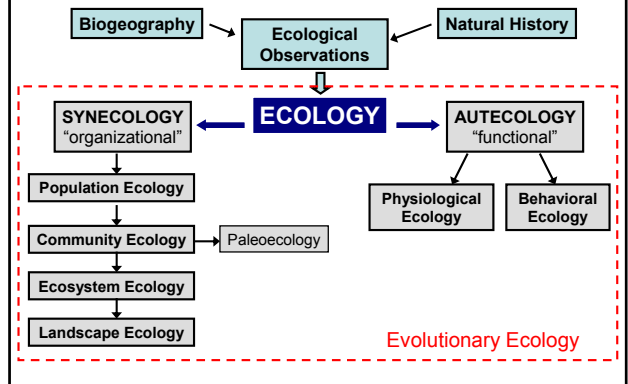 Biogeography
Ecological
Observations
Natural History
SYNECOLOGY
“organizational”
ECOLOGY
AUTECOLOGY
“functional”
Population Ecology
Physiological
Ecology
Behavioral
Ecology
Community Ecology
Paleoecology
Ecosystem Ecology
Landscape Ecology
Evolutionary Ecology